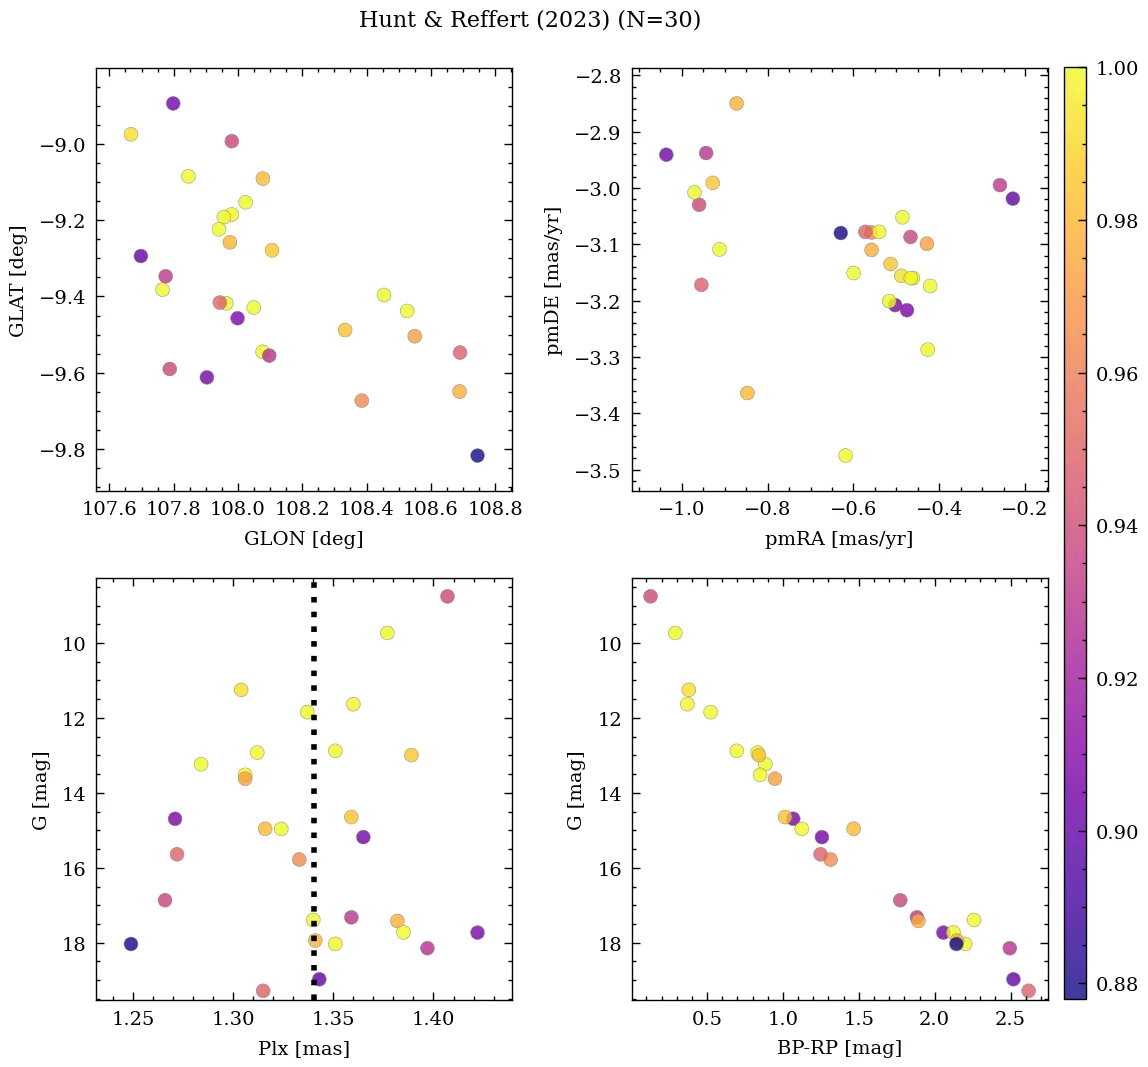 Hunt & Reffert (2023) (N=30)
−9.0
−9.2
−9.4
−9.6
−9.8
GLAT [deg]
107.6 107.8 108.0 108.2 108.4 108.6 108.8
GLON [deg]
−2.8
−2.9
−3.0
−3.1
−3.2
−3.3
−3.4
−3.5
pmDE [mas/yr]
−1.0 −0.8 −0.6 −0.4 −0.2
pmRA [mas/yr]
10
12
14
16
18
G [mag]
1.25 1.30 1.35 1.40
Plx [mas]
10
12
14
16
18
G [mag]
0.5 1.0 1.5 2.0 2.5
BP-RP [mag]
1.00
0.98
0.96
0.94
0.92
0.90
0.88